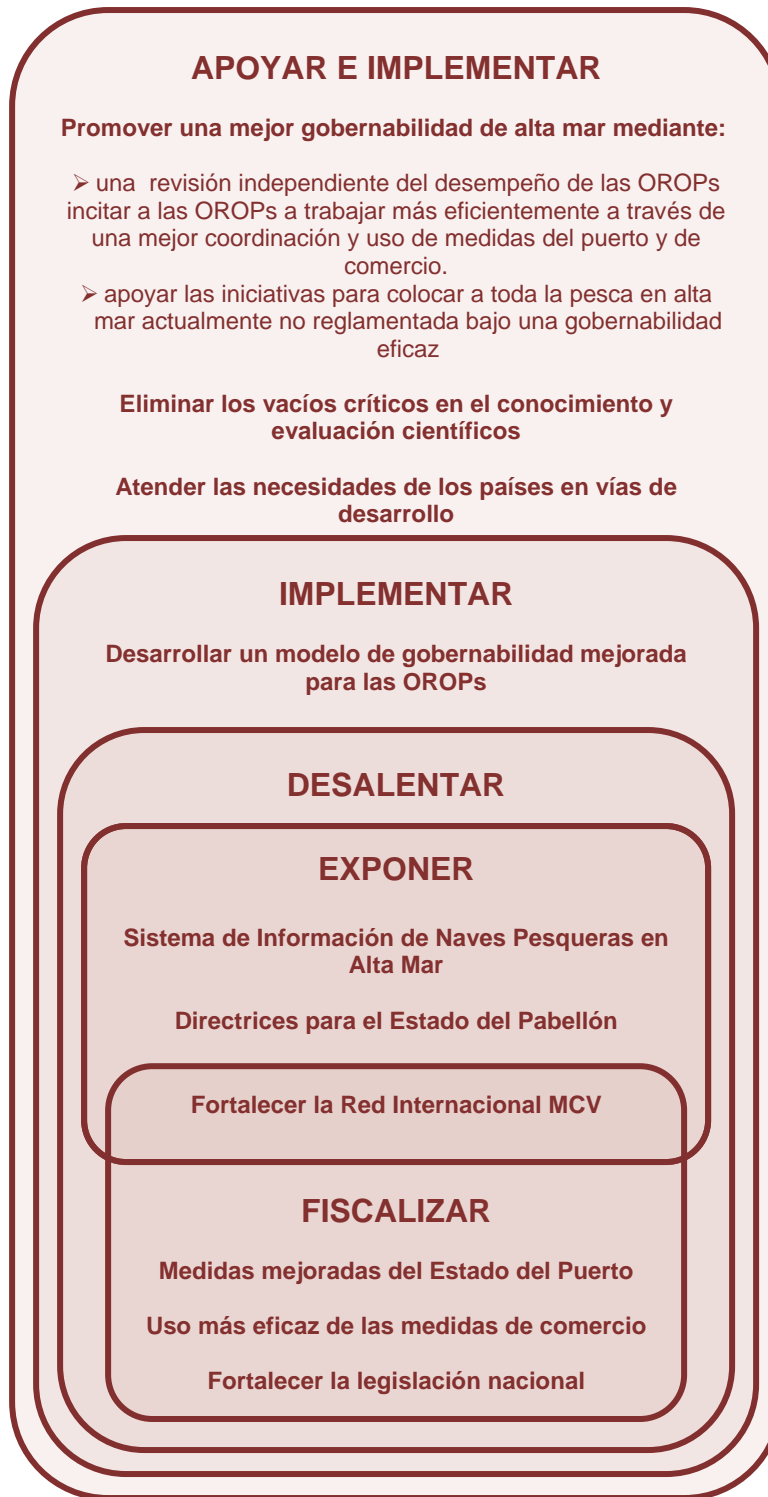 APOYAR E IMPLEMENTAR
Promover una mejor gobernabilidad de alta mar mediante:
➢ una revisión independiente del desempeño de las OROPs
incitar a las OROPs a trabajar más eficientemente a través de
una mejor coordinación y uso de medidas del puerto y de
comercio.
➢ apoyar las iniciativas para colocar a toda la pesca en alta
mar actualmente no reglamentada bajo una gobernabilidad
eficaz
Eliminar los vacíos críticos en el conocimiento y
evaluación científicos
Atender las necesidades de los países en vías de
desarrollo
IMPLEMENTAR
Desarrollar un modelo de gobernabilidad mejorada
para las OROPs
DESALENTAR
EXPONER
Sistema de Información de Naves Pesqueras en
Alta Mar
Directrices para el Estado del Pabellón
Fortalecer la Red Internacional MCV
FISCALIZAR
Medidas mejoradas del Estado del Puerto
Uso más eficaz de las medidas de comercio
Fortalecer la legislación nacional